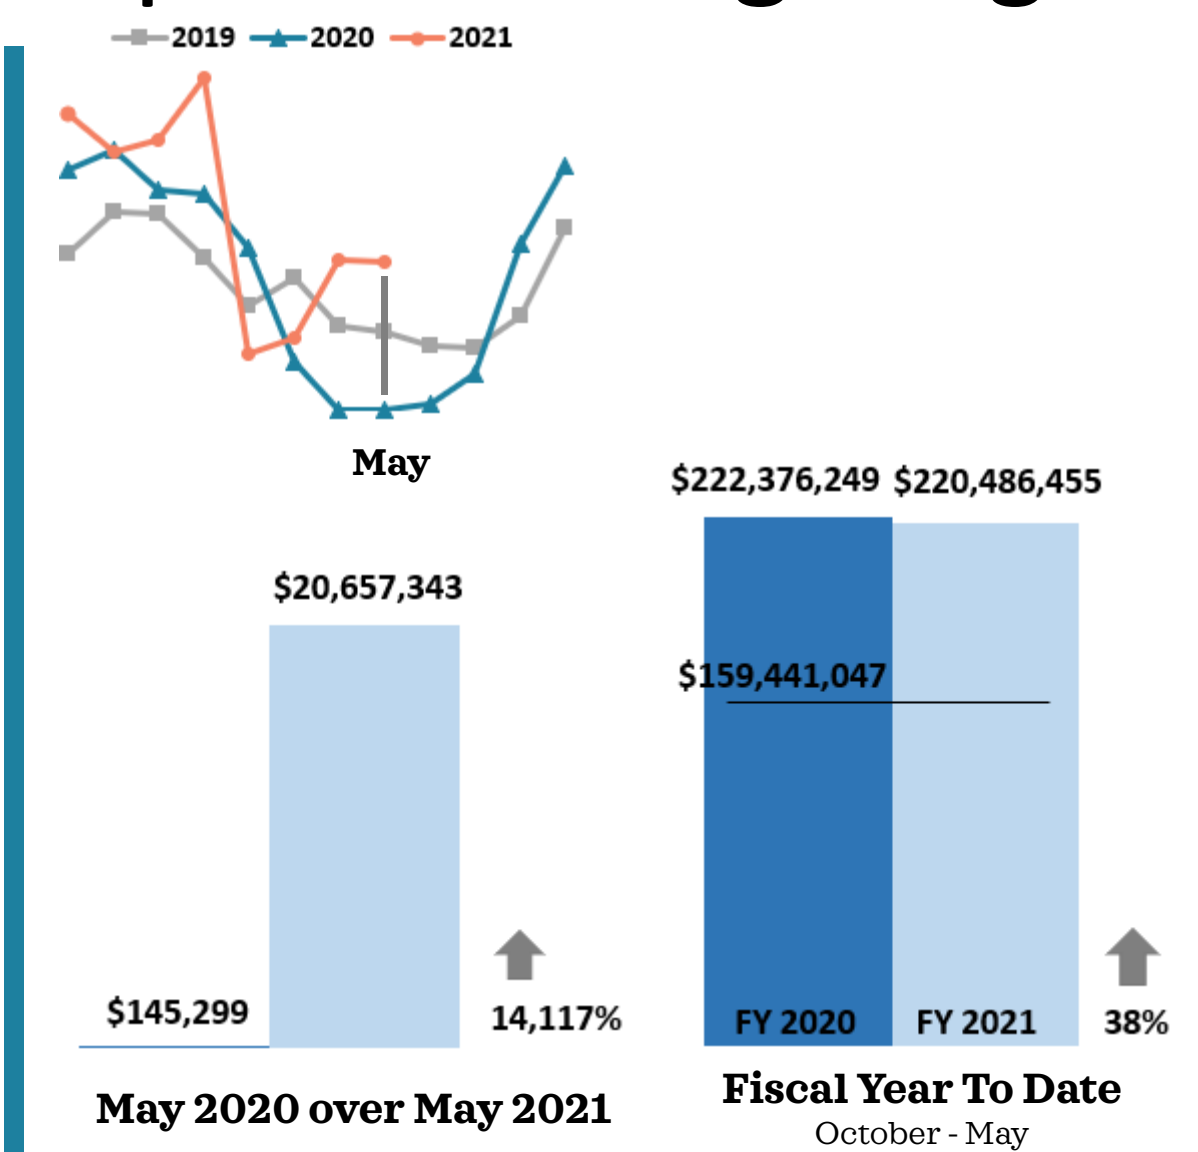 2019 2020 2021
May
$222,376,249 $220,486,455
$20,657,343
$159,441,047
$145,299
14,117%
FY 2020 FY 2021
38%
May 2020 over May 2021
Fiscal Year To Date
October - May